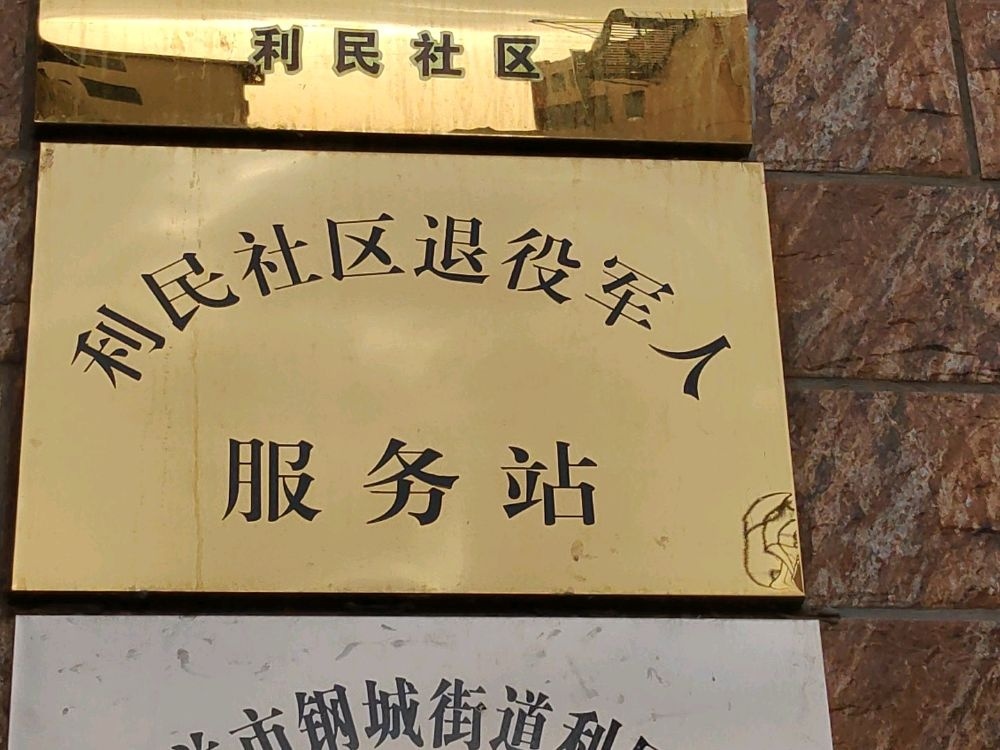 利民社区
利民社区退役军人
服务站
市钢城街道利